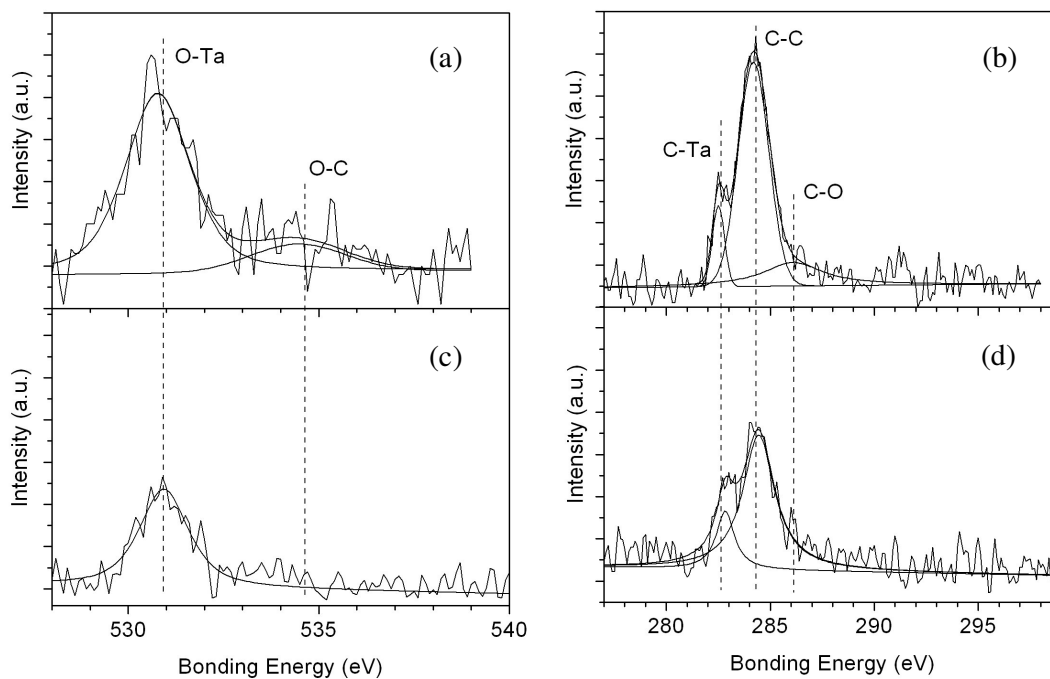 (a)
O-Ta
O-C
Intensity (a.u.)
(b)
C-C
C-Ta
C-O
Intensity (a.u.)
(c)
Intensity (a.u.)
530
535
540
Bonding Energy (eV)
(d)
Intensity (a.u.)
280
285
290
295
Bonding Energy (eV)